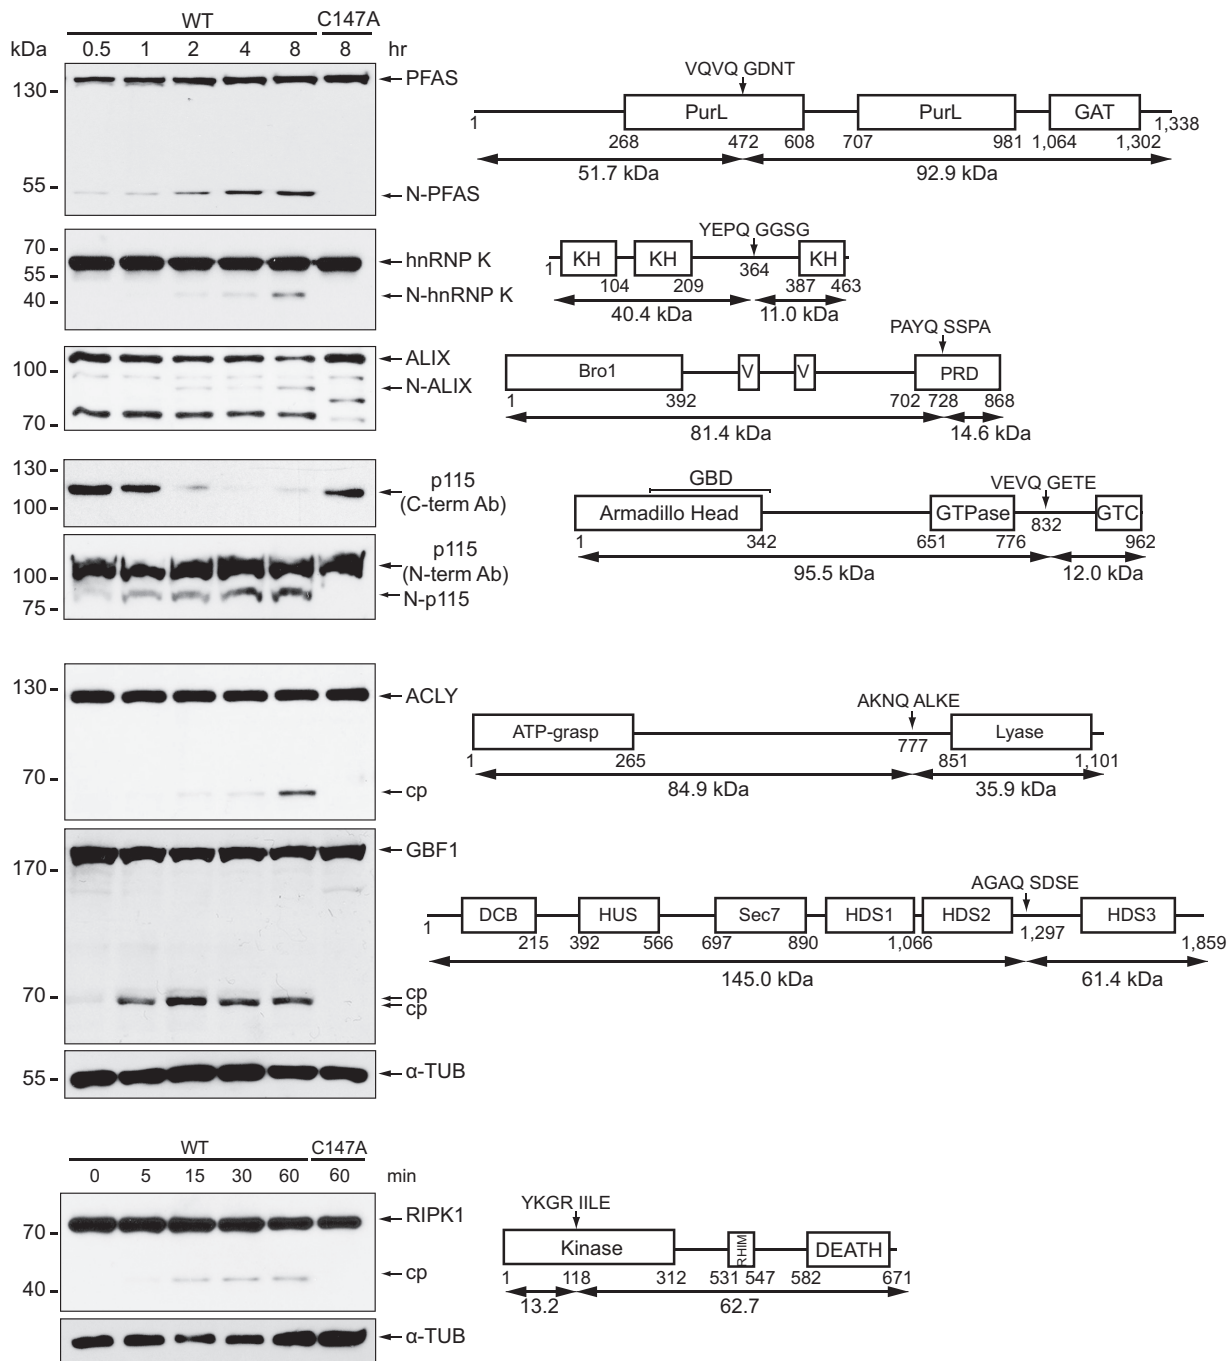 WT C147A
kDa 0.5 1 2 4 8 8 hr
130
55
PFAS
N-PFAS
VQVQ GDNT
PurL PurL GAT
1 268 472 608 707 981 1,064 1,302 1,338
51.7 kDa 92.9 kDa
70
55
40
hnRNP K
N-hnRNP K
YEPQ GGSG
KH KH KH
1 104 209 364 387 463
40.4 kDa 11.0 kDa
100
70
ALIX
N-ALIX
PAYQ SSPA
Bro1 V V PRD
1 392 702 728 868
81.4 kDa 14.6 kDa
130
100
p115
(C-term Ab)
100
75
p115
(N-term Ab)
N-p115
GBD
VEVQ GETE
Armadillo Head GTPase GTC
1 342 651 776 832 962
95.5 kDa 12.0 kDa
130
70
ACLY
cp
AKNQ ALKE
ATP-grasp Lyase
1 265 777 851 1,101
84.9 kDa 35.9 kDa
170
70
GBF1
cp
cp
AGAQ SDSE
DCB HUS Sec7 HDS1 HDS2 HDS3
1 215 392 566 697 890 1,066 1,297 1,859
145.0 kDa 61.4 kDa
55
α-TUB
WT C147A
0 5 15 30 60 60 min
70
40
RIPK1
cp
YKGR IILE
Kinase RHIM DEATH
1 118 312 531 547 582 671
13.2 62.7
α-TUB